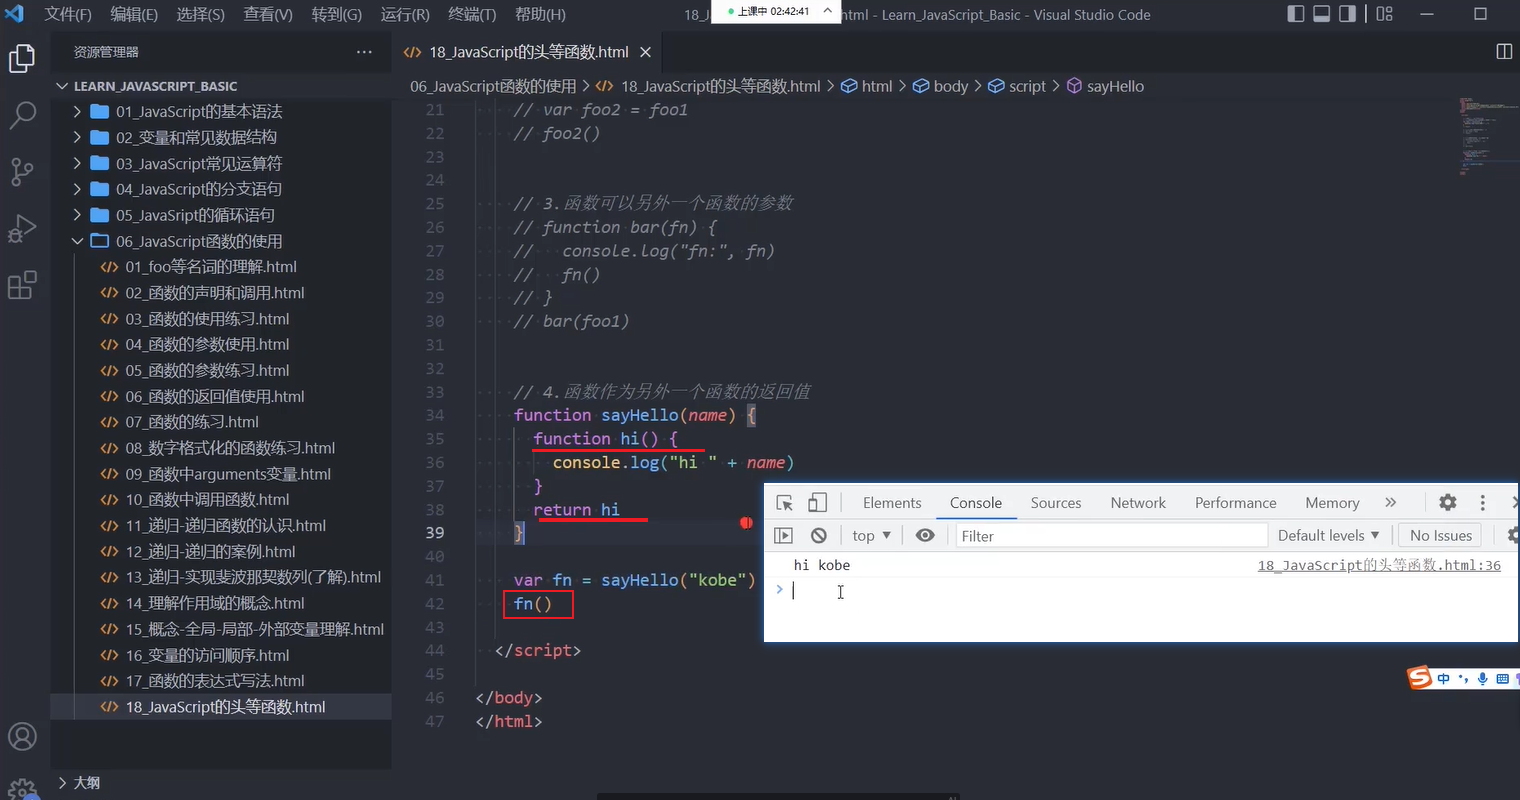 文件(F) 编辑(E) 选择(S) 查看(V) 转到(G) 运行(R) 终端(T) 帮助(H)
上课中 02:42:41
html - Learn_JavaScript_Basic - Visual Studio Code
资源管理器
18_JavaScript的头等函数.html
06_JavaScript函数的使用 > 18_JavaScript的头等函数.html > html > body > script > sayHello
LEARN_JAVASCRIPT_BASIC
01_JavaScript的基本语法
02_变量和常见数据结构
03_JavaScript常见运算符
04_JavaScript的分支语句
05_JavaSript的循环语句
06_JavaScript函数的使用
01_foo等名词的理解.html
02_函数的声明和调用.html
03_函数的使用练习.html
04_函数的参数使用.html
05_函数的参数练习.html
06_函数的返回值使用.html
07_函数的练习.html
08_数字格式化的函数练习.html
09_函数中arguments变量.html
10_函数中调用函数.html
11_递归-递归函数的认识.html
12_递归-递归的案例.html
13_递归-实现斐波那契数列(了解).html
14_理解作用域的概念.html
15_概念-全局-局部-外部变量理解.html
16_变量的访问顺序.html
17_函数的表达式写法.html
18_JavaScript的头等函数.html
大纲
21 // var foo2 = foo1
22 // foo2()
23
24
25 // 3.函数可以另外一个函数的参数
26 // function bar(fn) {
27 //   console.log("fn:", fn)
28 //   fn()
29 // }
30 // bar(foo1)
31
32
33 // 4.函数作为另外一个函数的返回值
34 function sayHello(name) {
35   function hi() {
36     console.log("hi " + name)
37   }
38   return hi
39 }
40
41 var fn = sayHello("kobe")
42 fn()
43
44 </script>
45
46 </body>
47 </html>
Elements Console Sources Network Performance Memory
top Filter Default levels No Issues
hi kobe 18_JavaScript的头等函数.html:36
中